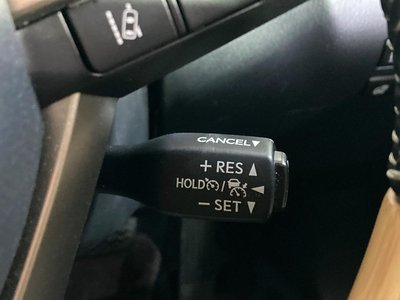 CANCEL▼
+ RES ▲
HOLD / ◀
− SET ▼